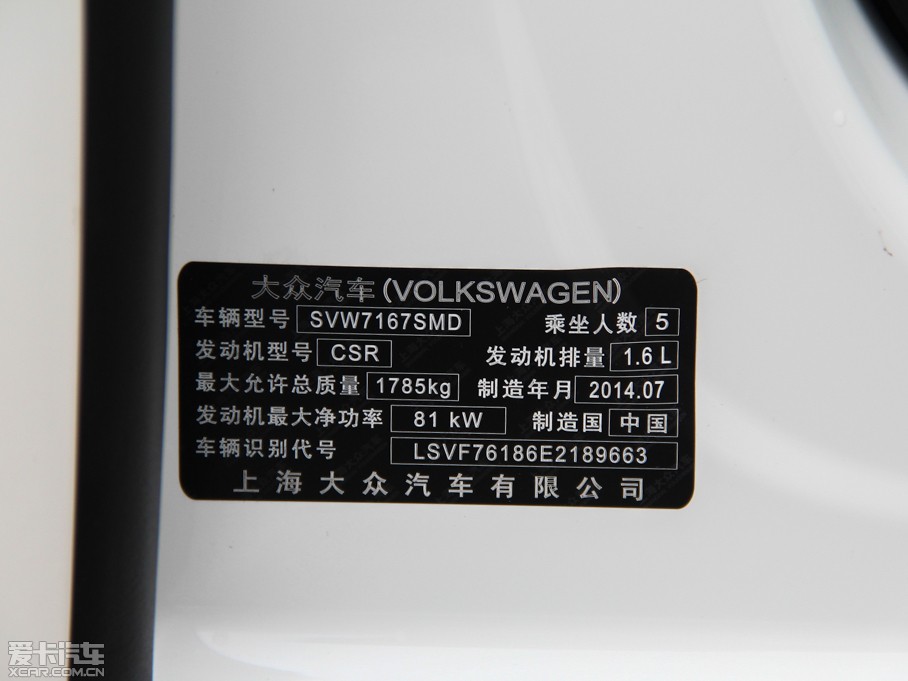 大众汽车(VOLKSWAGEN)
车辆型号 SVW7167SMD 乘坐人数 5
发动机型号 CSR 发动机排量 1.6 L
最大允许总质量 1785kg 制造年月 2014.07
发动机最大净功率 81 kW 制造国 中国
车辆识别代号 LSVF76186E2189663
上海大众汽车有限公司
爱卡汽车
XCAR.COM.CN